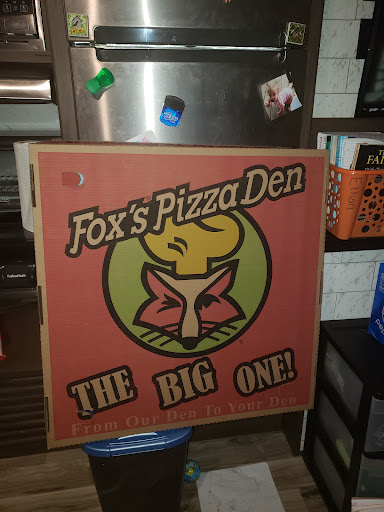 Fox's Pizza Den
THE BIG ONE!
From Our Den To Your Den